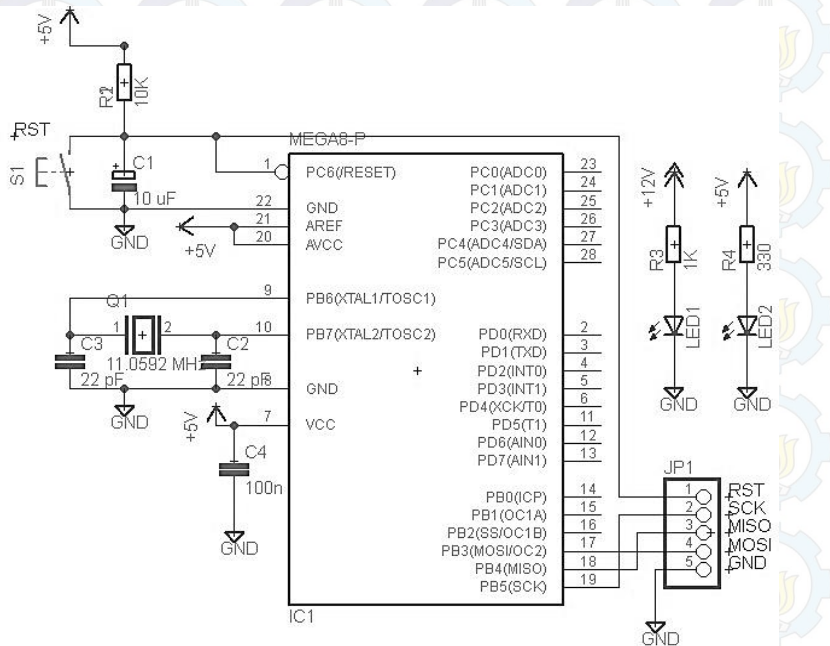 +5V
10K
RST
S1
C1
10 uF
GND
+5V
MEGA8-P
1 PC6(/RESET)
22 GND
21 AREF
20 AVCC
9 PB6(XTAL1/TOSC1)
10 PB7(XTAL2/TOSC2)
8 GND
7 VCC
PC0(ADC0) 23
PC1(ADC1) 24
PC2(ADC2) 25
PC3(ADC3) 26
PC4(ADC4/SDA) 27
PC5(ADC5/SCL) 28
PD0(RXD) 2
PD1(TXD) 3
PD2(INT0) 4
PD3(INT1) 5
PD4(XCK/T0) 6
PD5(T1) 11
PD6(AIN0) 12
PD7(AIN1) 13
PB0(ICP) 14
PB1(OC1A) 15
PB2(SS/OC1B) 16
PB3(MOSI/OC2) 17
PB4(MISO) 18
PB5(SCK) 19
IC1
Q1
1 2
11.0592 MHz
C3
22 pF
C2
22 pF
GND
+5V
C4
100n
GND
+12V
R3
1K
LED1
GND
+5V
R4
330
LED2
GND
JP1
1 RST
2 SCK
3 MISO
4 MOSI
5 GND
GND